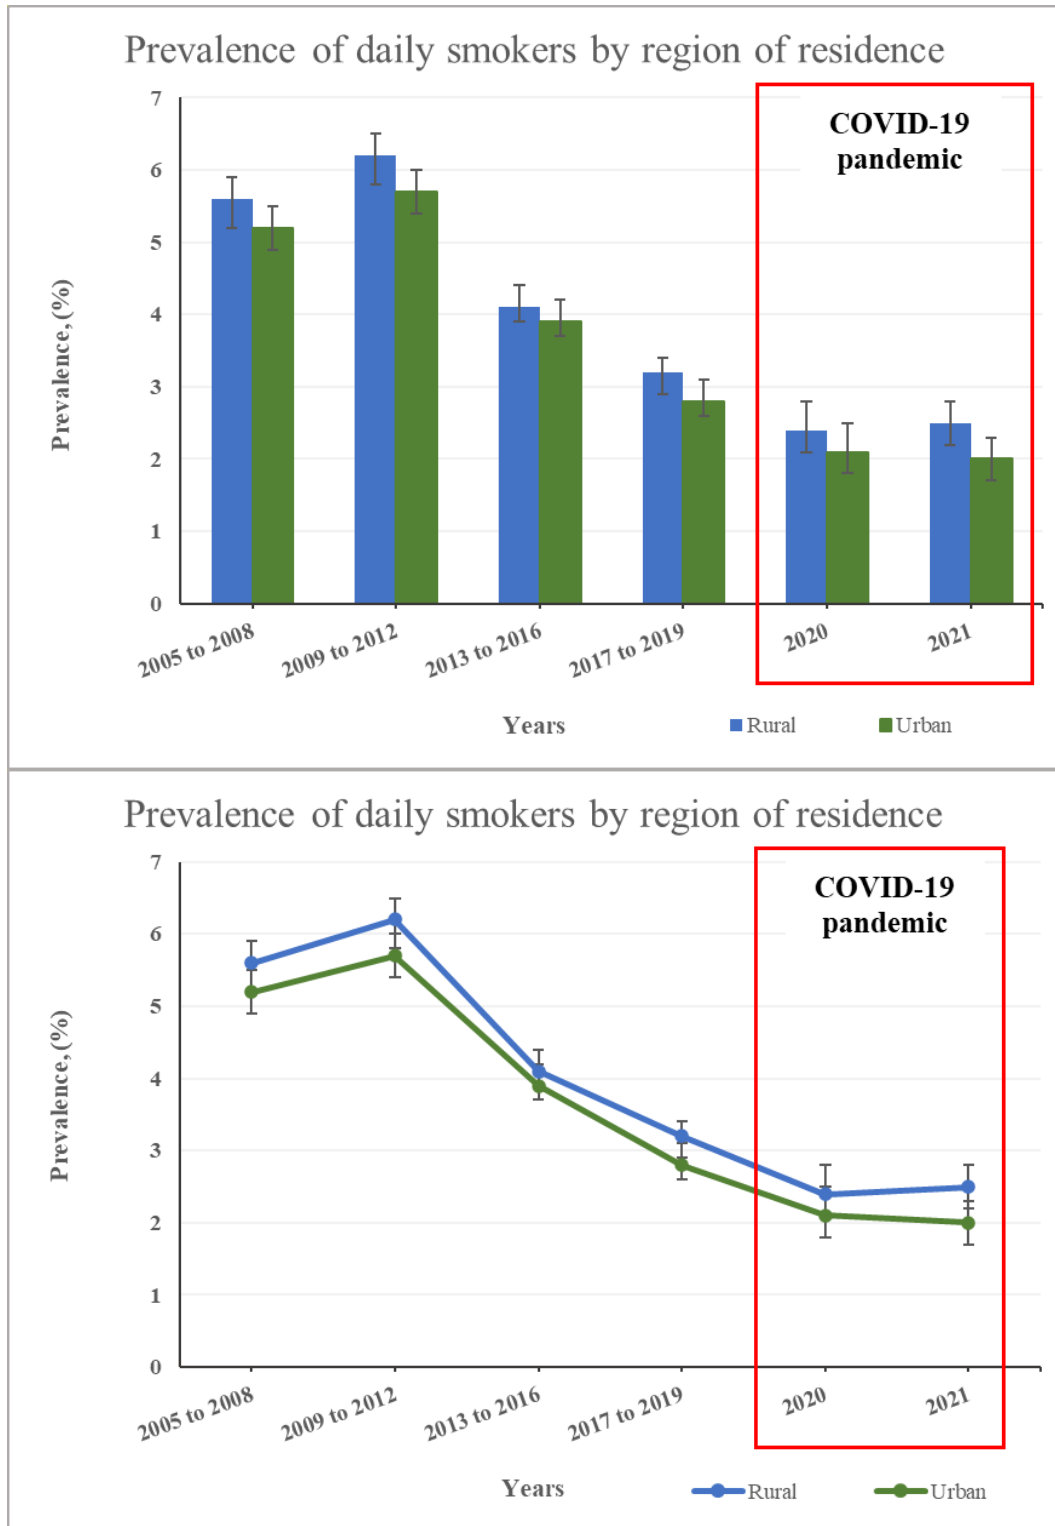 Prevalence of daily smokers by region of residence
COVID-19
pandemic
Prevalence, (%)
7
6
5
4
3
2
1
0
2005 to 2008
2009 to 2012
2013 to 2016
2017 to 2019
2020
2021
Years
Rural
Urban
Prevalence of daily smokers by region of residence
COVID-19
pandemic
Prevalence, (%)
7
6
5
4
3
2
1
0
2005 to 2008
2009 to 2012
2013 to 2016
2017 to 2019
2020
2021
Years
Rural
Urban